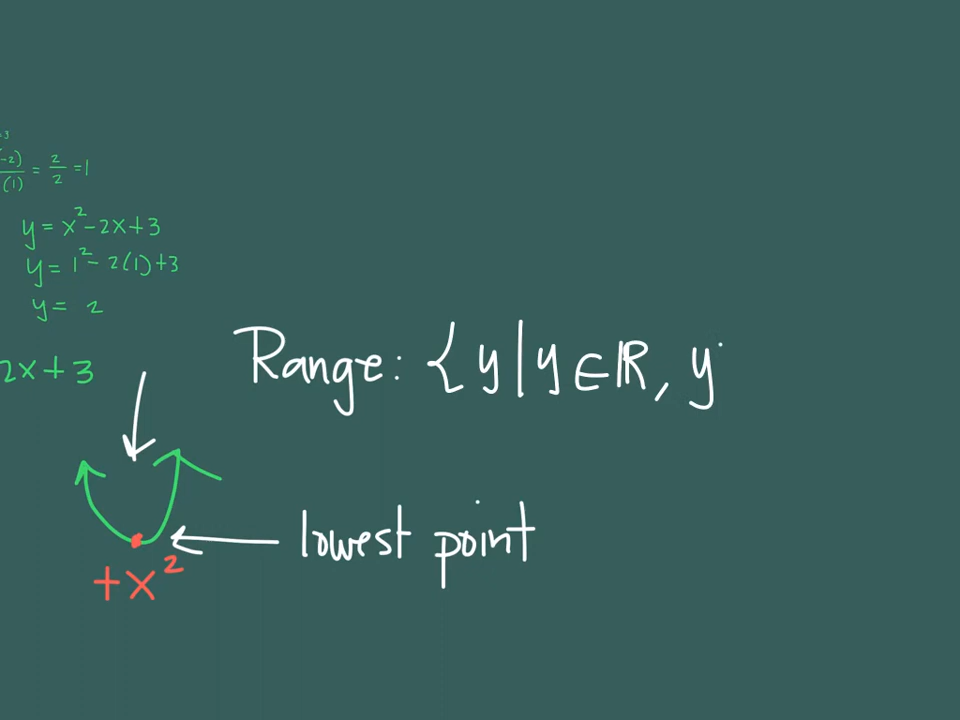 =3
-2) / (1) = 2/2 = 1
y = x² - 2x + 3
y = 1² - 2(1) + 3
y = 2
2x + 3
Range: { y | y ∈ ℝ, y
lowest point
+x²